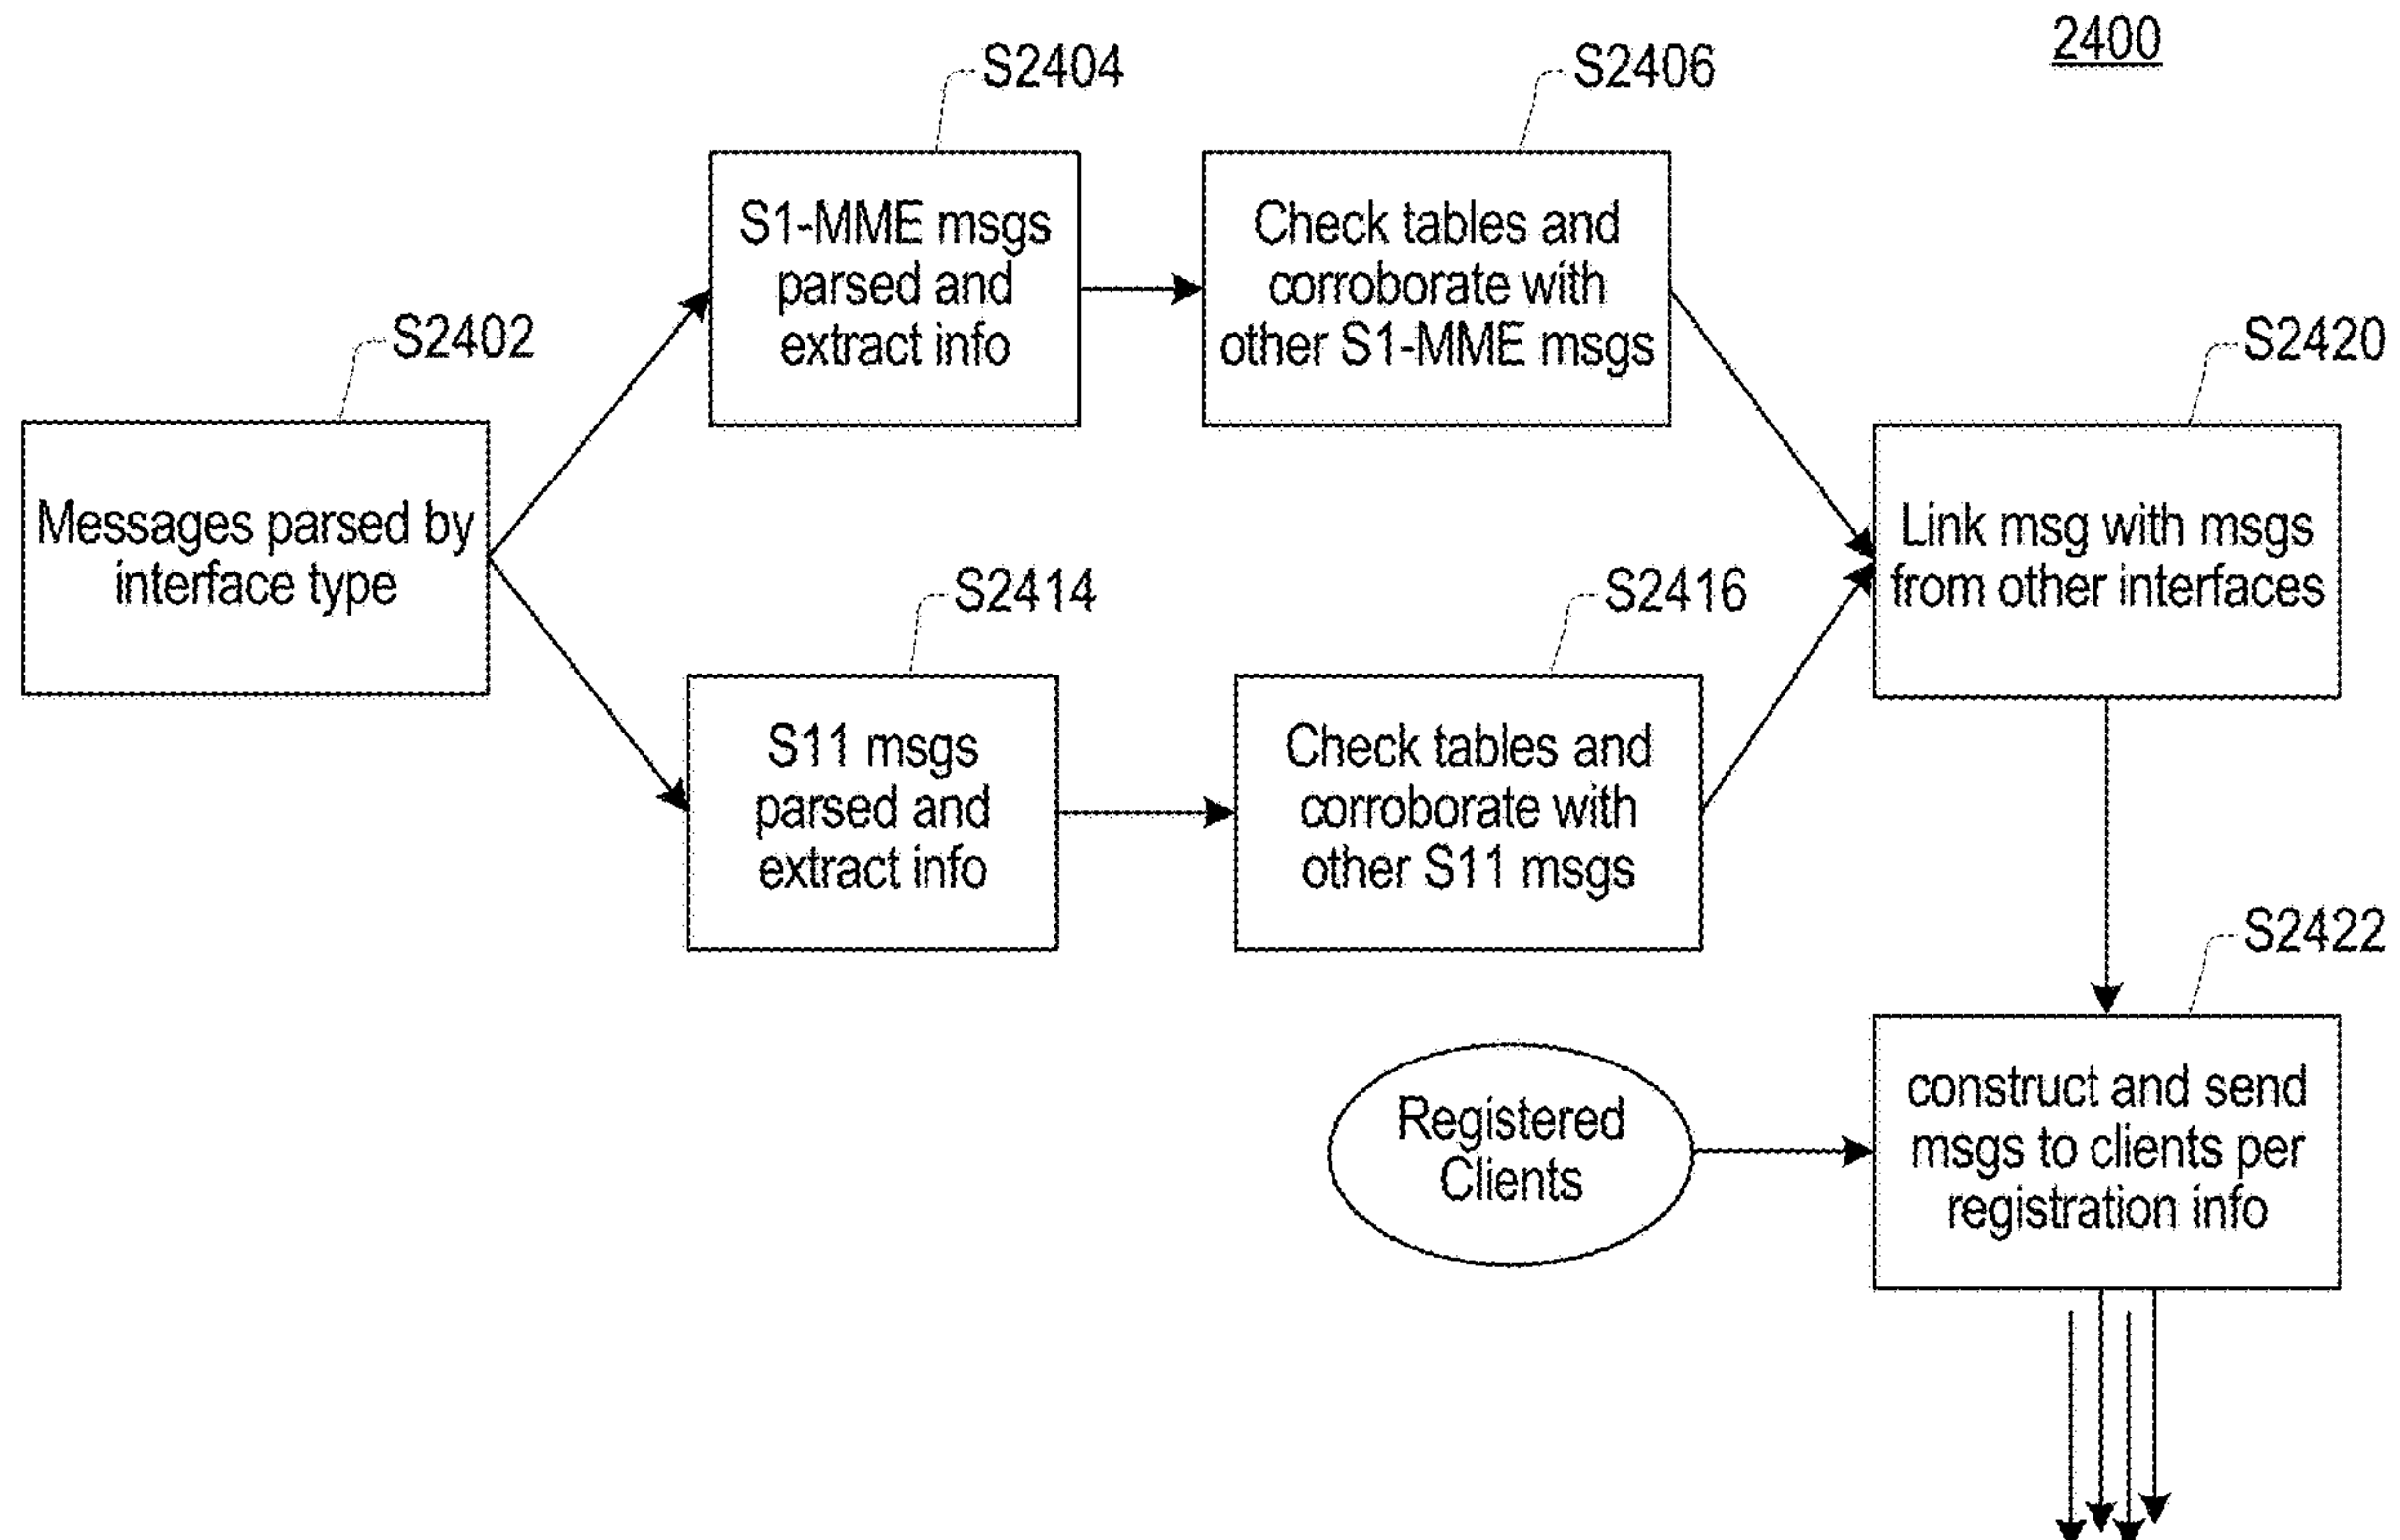 2400
S2404
S2406
S1-MME msgs
parsed and
extract info
Check tables and
corroborate with
other S1-MME msgs
S2402
Messages parsed by
interface type
S2420
Link msg with msgs
from other interfaces
S2414
S2416
S11 msgs
parsed and
extract info
Check tables and
corroborate with
other S11 msgs
S2422
Registered
Clients
construct and send
msgs to clients per
registration info